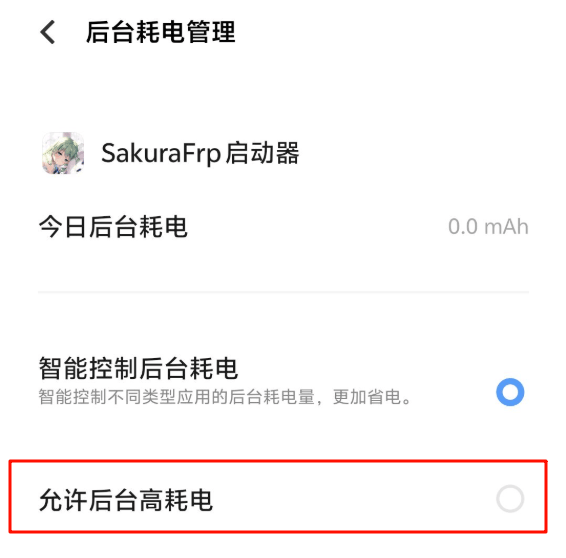 后台耗电管理
SakuraFrp启动器
今日后台耗电 0.0 mAh
智能控制后台耗电
智能控制不同类型应用的后台耗电量，更加省电。
允许后台高耗电